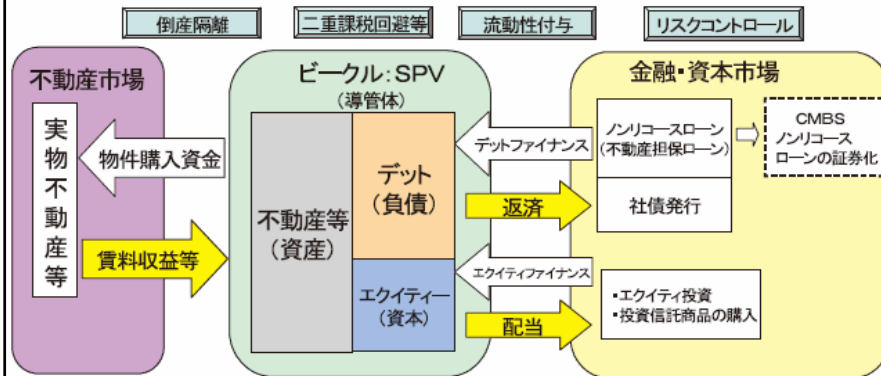 倒産隔離
二重課税回避等
流動性付与
リスクコントロール
不動産市場
実物不動産等
物件購入資金
賃料収益等
ビークル:SPV
(導管体)
不動産等
(資産)
デット
(負債)
エクイティー
(資本)
デットファイナンス
返済
エクイティファイナンス
配当
金融・資本市場
ノンリコースローン
(不動産担保ローン)
社債発行
・エクイティ投資
・投資信託商品の購入
CMBS
ノンリコース
ローンの証券化